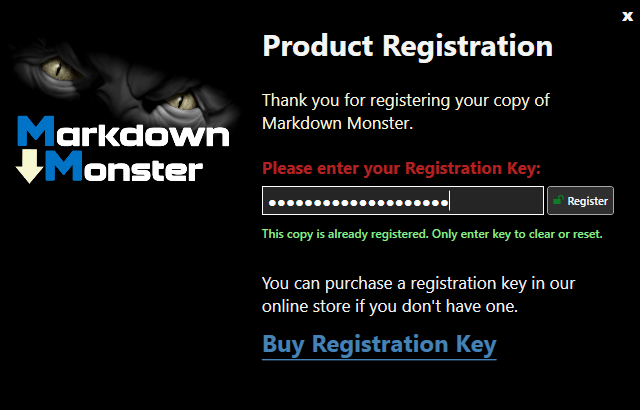 x
Product Registration
Thank you for registering your copy of
Markdown Monster.
Markdown
Monster
Please enter your Registration Key:
●●●●●●●●●●●●●●●●●●●●
Register
This copy is already registered. Only enter key to clear or reset.
You can purchase a registration key in our
online store if you don't have one.
Buy Registration Key